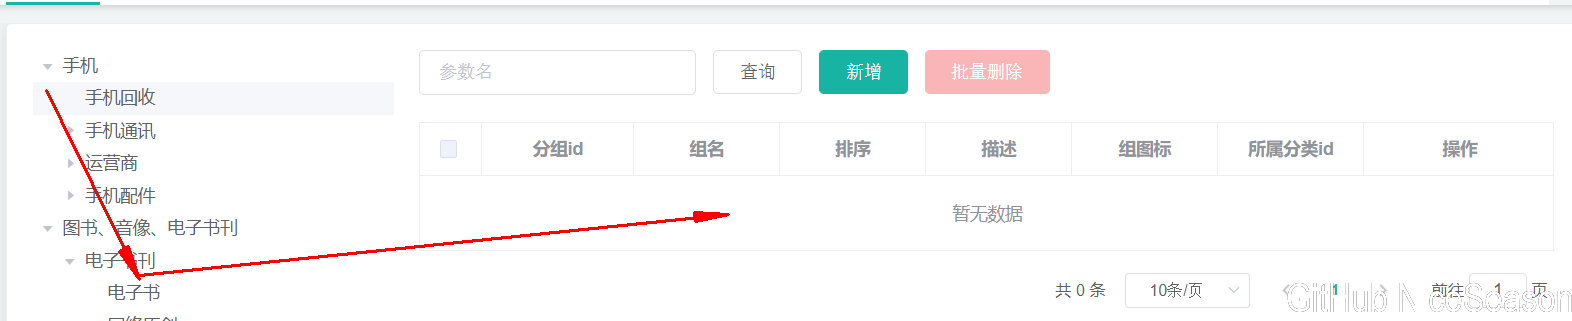 手机
手机回收
手机通讯
运营商
手机配件
图书、音像、电子书刊
电子书刊
电子书
参数名 查询 新增 批量删除
分组id 组名 排序 描述 组图标 所属分类id 操作
暂无数据
共 0 条 10条/页 1 前往 1 页
GitHub NiceSeason